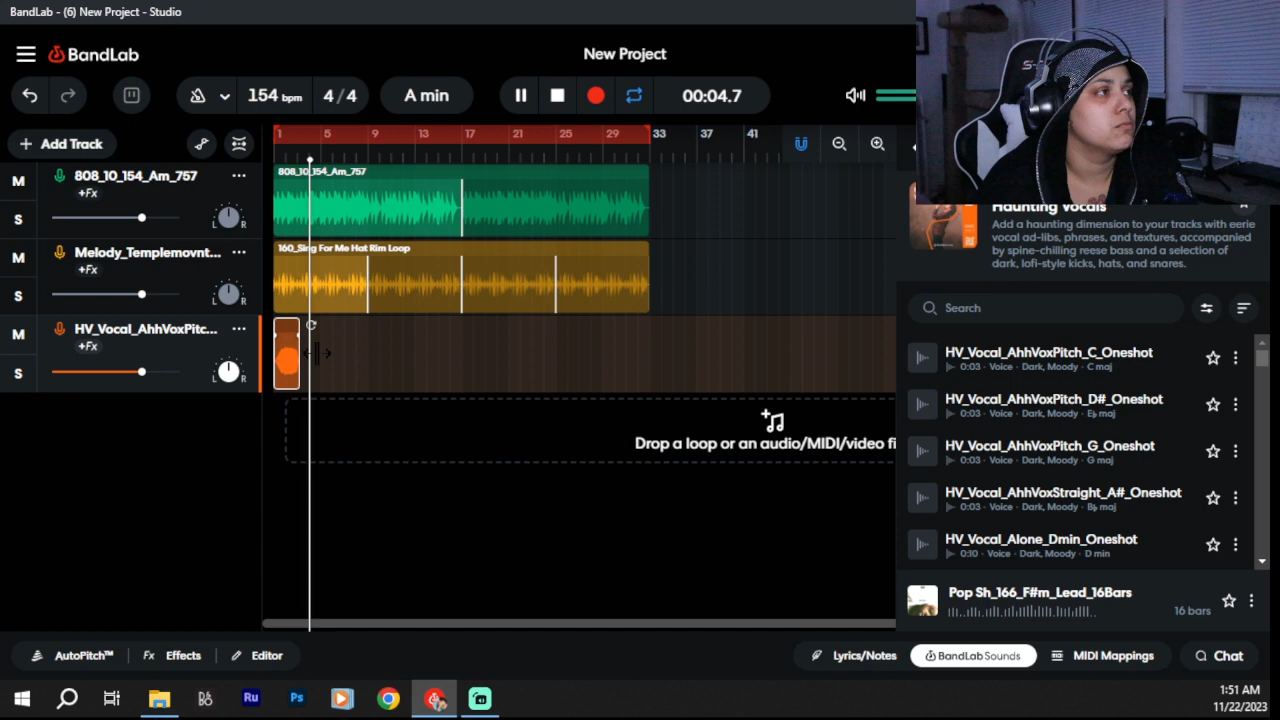 BandLab - (6) New Project - Studio
BandLab
New Project
154 bpm
4/4
A min
00:04.7
+ Add Track
1 5 9 13 17 21 25 29 33 37 41
M
808_10_154_Am_757
+Fx
S
L R
808_10_154_Am_757
M
Melody_Templemovnt...
+Fx
S
L R
160_Sing For Me Hat Rim Loop
M
HV_Vocal_AhhVoxPitc...
+Fx
S
L R
Drop a loop or an audio/MIDI/video fi
Haunting Vocals
Add a haunting dimension to your tracks with eerie
vocal ad-libs, phrases, and textures, accompanied
by spine-chilling reese bass and a selection of
dark, lofi-style kicks, hats, and snares.
Search
HV_Vocal_AhhVoxPitch_C_Oneshot
0:03 · Voice · Dark, Moody · C maj
HV_Vocal_AhhVoxPitch_D#_Oneshot
0:03 · Voice · Dark, Moody · E♭ maj
HV_Vocal_AhhVoxPitch_G_Oneshot
0:03 · Voice · Dark, Moody · G maj
HV_Vocal_AhhVoxStraight_A#_Oneshot
0:03 · Voice · Dark, Moody · B♭ maj
HV_Vocal_Alone_Dmin_Oneshot
0:10 · Voice · Dark, Moody · D min
Pop Sh_166_F#m_Lead_16Bars
16 bars
AutoPitch™
Fx Effects
Editor
Lyrics/Notes
BandLab Sounds
MIDI Mappings
Chat
Ru
Ps
1:51 AM
11/22/2023